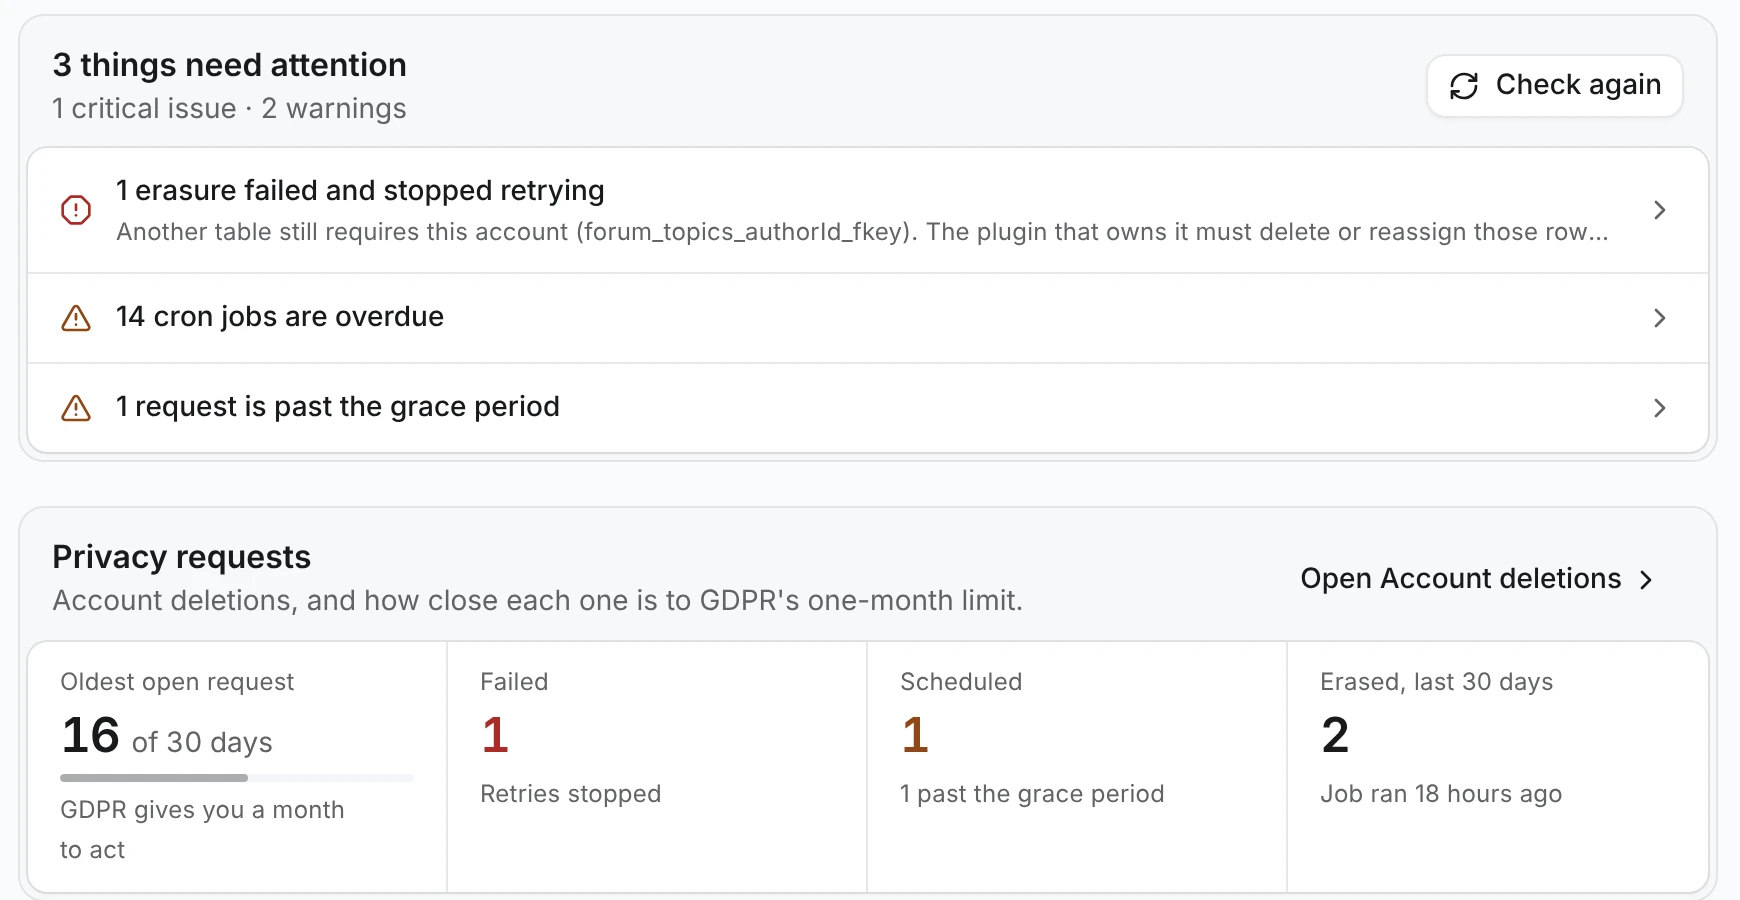 3 things need attention
1 critical issue · 2 warnings
Check again
1 erasure failed and stopped retrying
Another table still requires this account (forum_topics_authorId_fkey). The plugin that owns it must delete or reassign those row...
14 cron jobs are overdue
1 request is past the grace period
Privacy requests
Account deletions, and how close each one is to GDPR's one-month limit.
Open Account deletions
Oldest open request
16 of 30 days
GDPR gives you a month
to act
Failed
1
Retries stopped
Scheduled
1
1 past the grace period
Erased, last 30 days
2
Job ran 18 hours ago